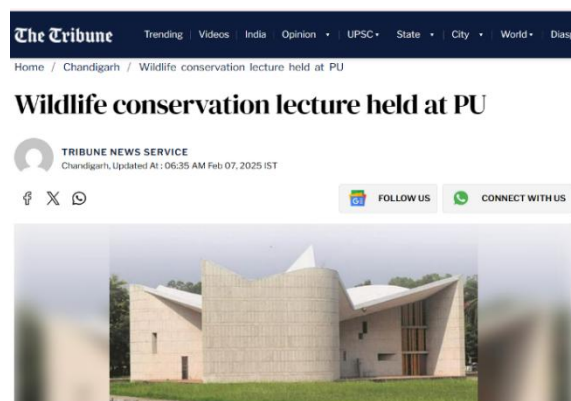 The Tribune
Trending | Videos | India | Opinion | UPSC | State | City | World
Home / Chandigarh / Wildlife conservation lecture held at PU
Wildlife conservation lecture held at PU
TRIBUNE NEWS SERVICE
Chandigarh, Updated At : 06:35 AM Feb 07, 2025 IST
FOLLOW US
CONNECT WITH US